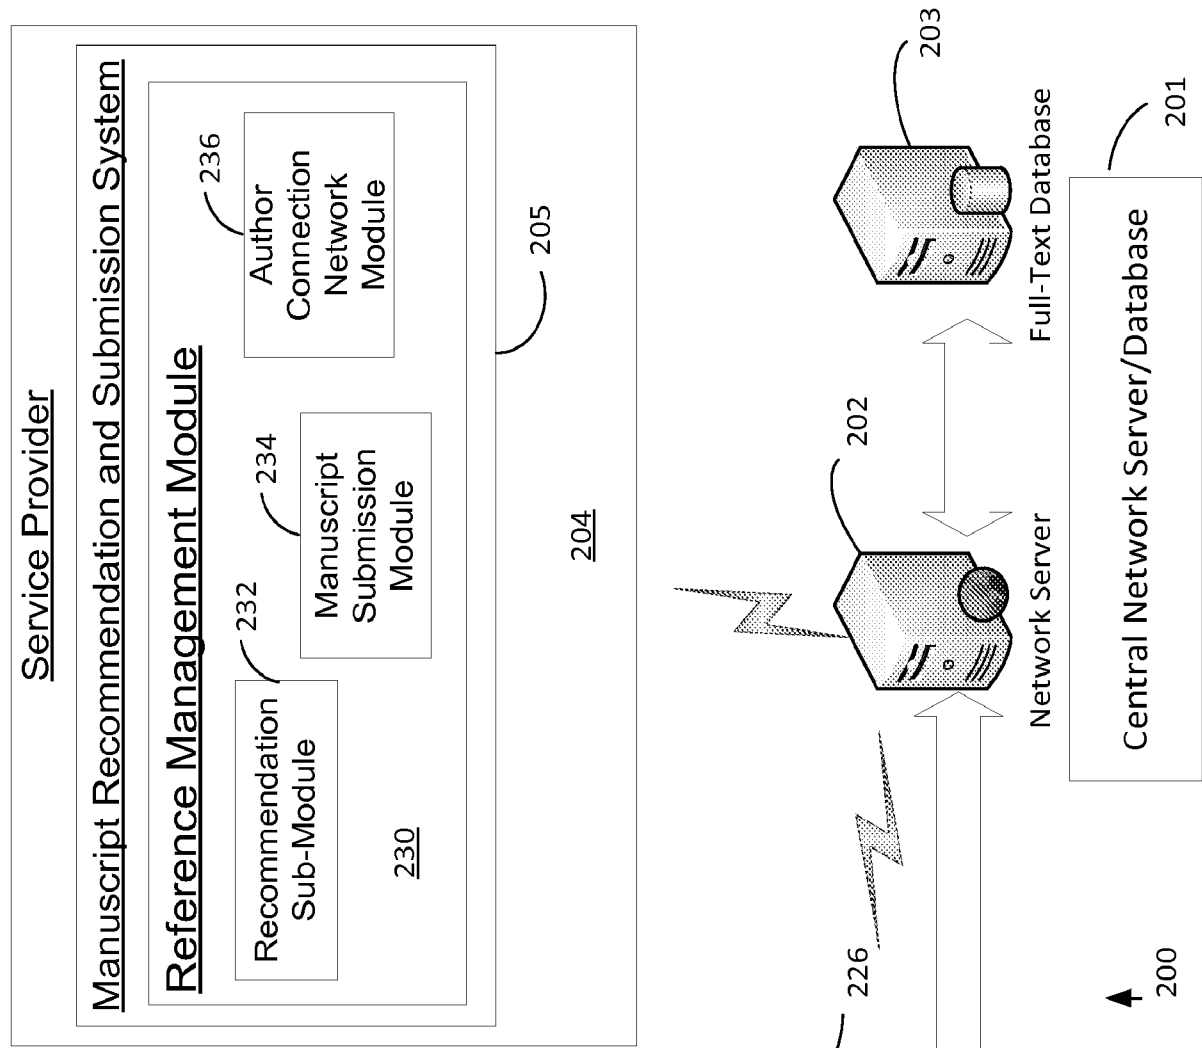 Service Provider
Manuscript Recommendation and Submission System
Reference Management Module
232
Recommendation
Sub-Module
234
Manuscript
Submission
Module
236
Author
Connection
Network
Module
230
205
204
226
202
203
Network Server
Full-Text Database
201
Central Network Server/Database
200